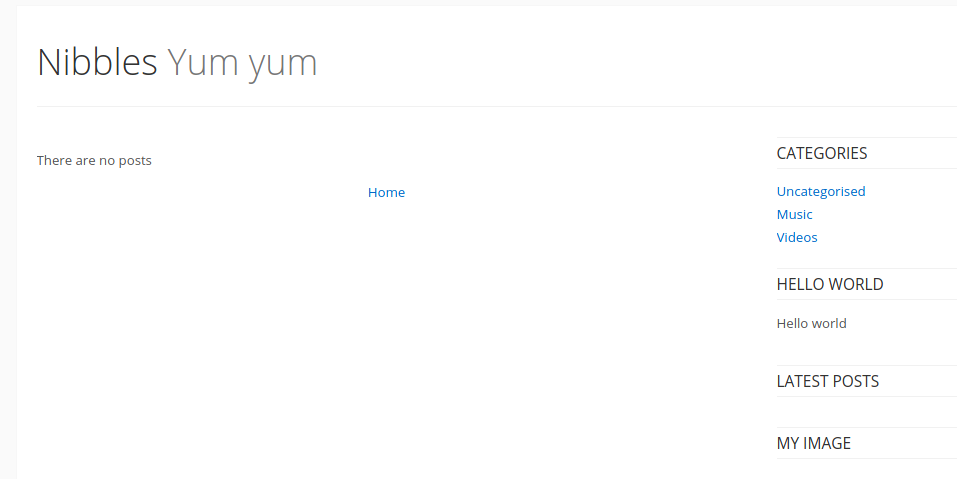 Nibbles Yum yum
There are no posts
Home
CATEGORIES
Uncategorised
Music
Videos
HELLO WORLD
Hello world
LATEST POSTS
MY IMAGE